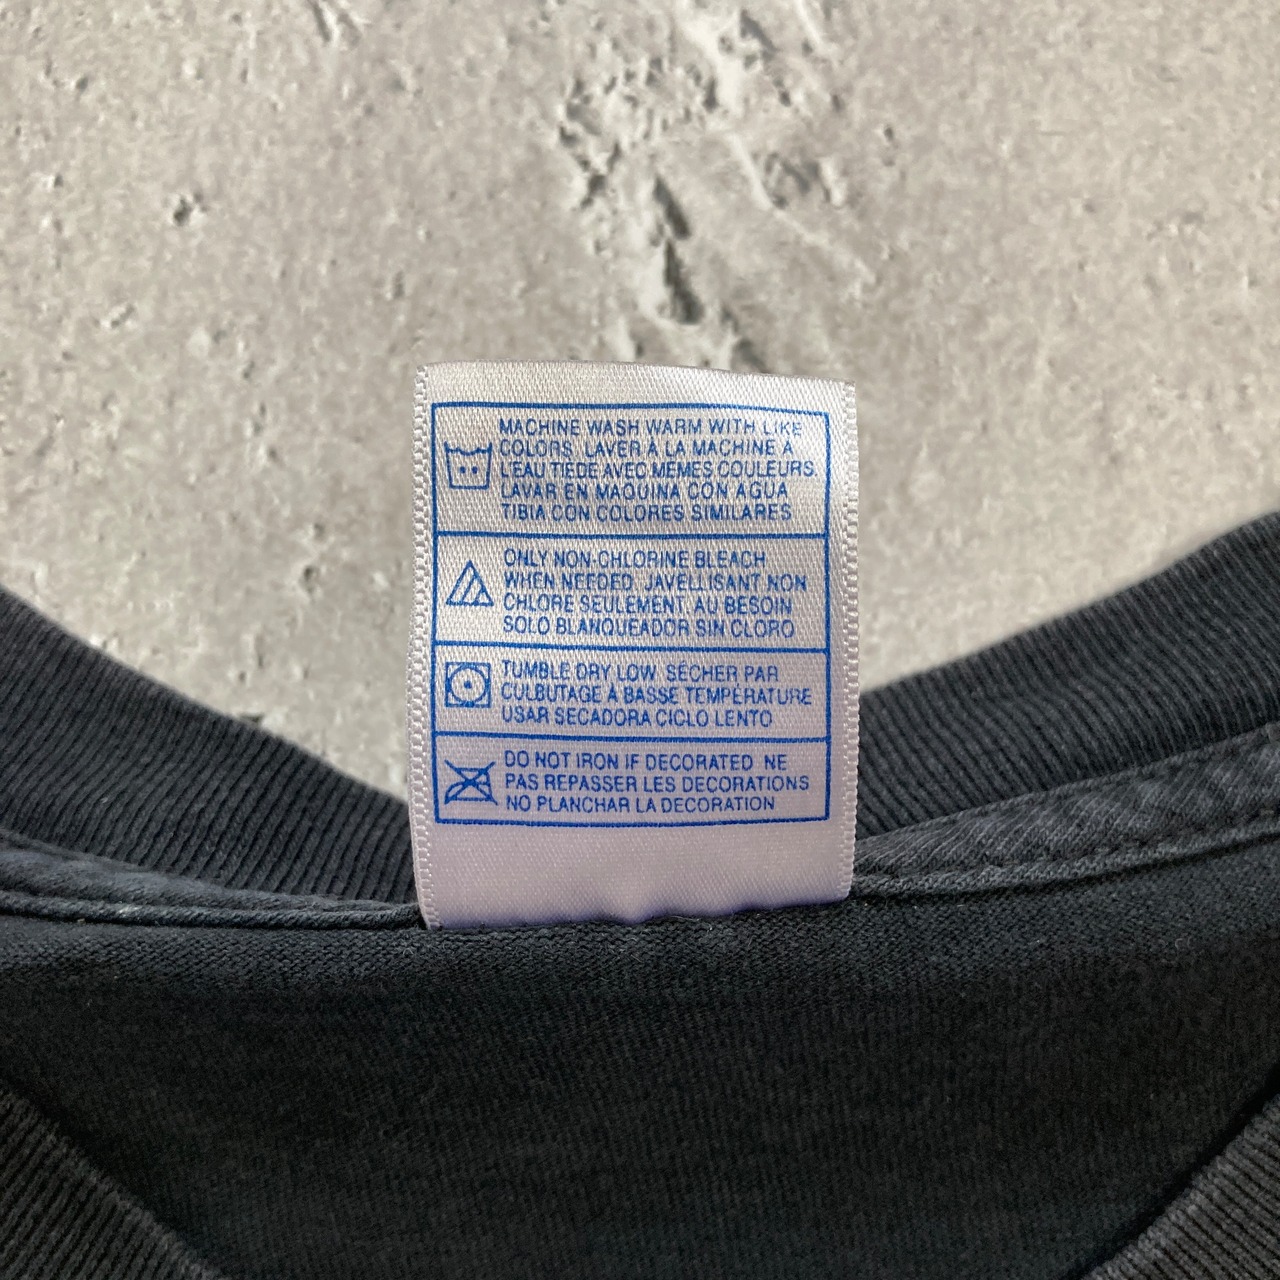 MACHINE WASH WARM WITH LIKE
COLORS. LAVER À LA MACHINE À
L'EAU TIEDE AVEC MEMES COULEURS.
LAVAR EN MAQUINA CON AGUA
TIBIA CON COLORES SIMILARES
ONLY NON-CHLORINE BLEACH
WHEN NEEDED. JAVELLISANT NON
CHLORE SEULEMENT. AU BESOIN
SOLO BLANQUEADOR SIN CLORO
TUMBLE DRY LOW. SÉCHER PAR
CULBUTAGE À BASSE TEMPÉRATURE
USAR SECADORA CICLO LENTO
DO NOT IRON IF DECORATED. NE
PAS REPASSER LES DECORATIONS
NO PLANCHAR LA DECORATION